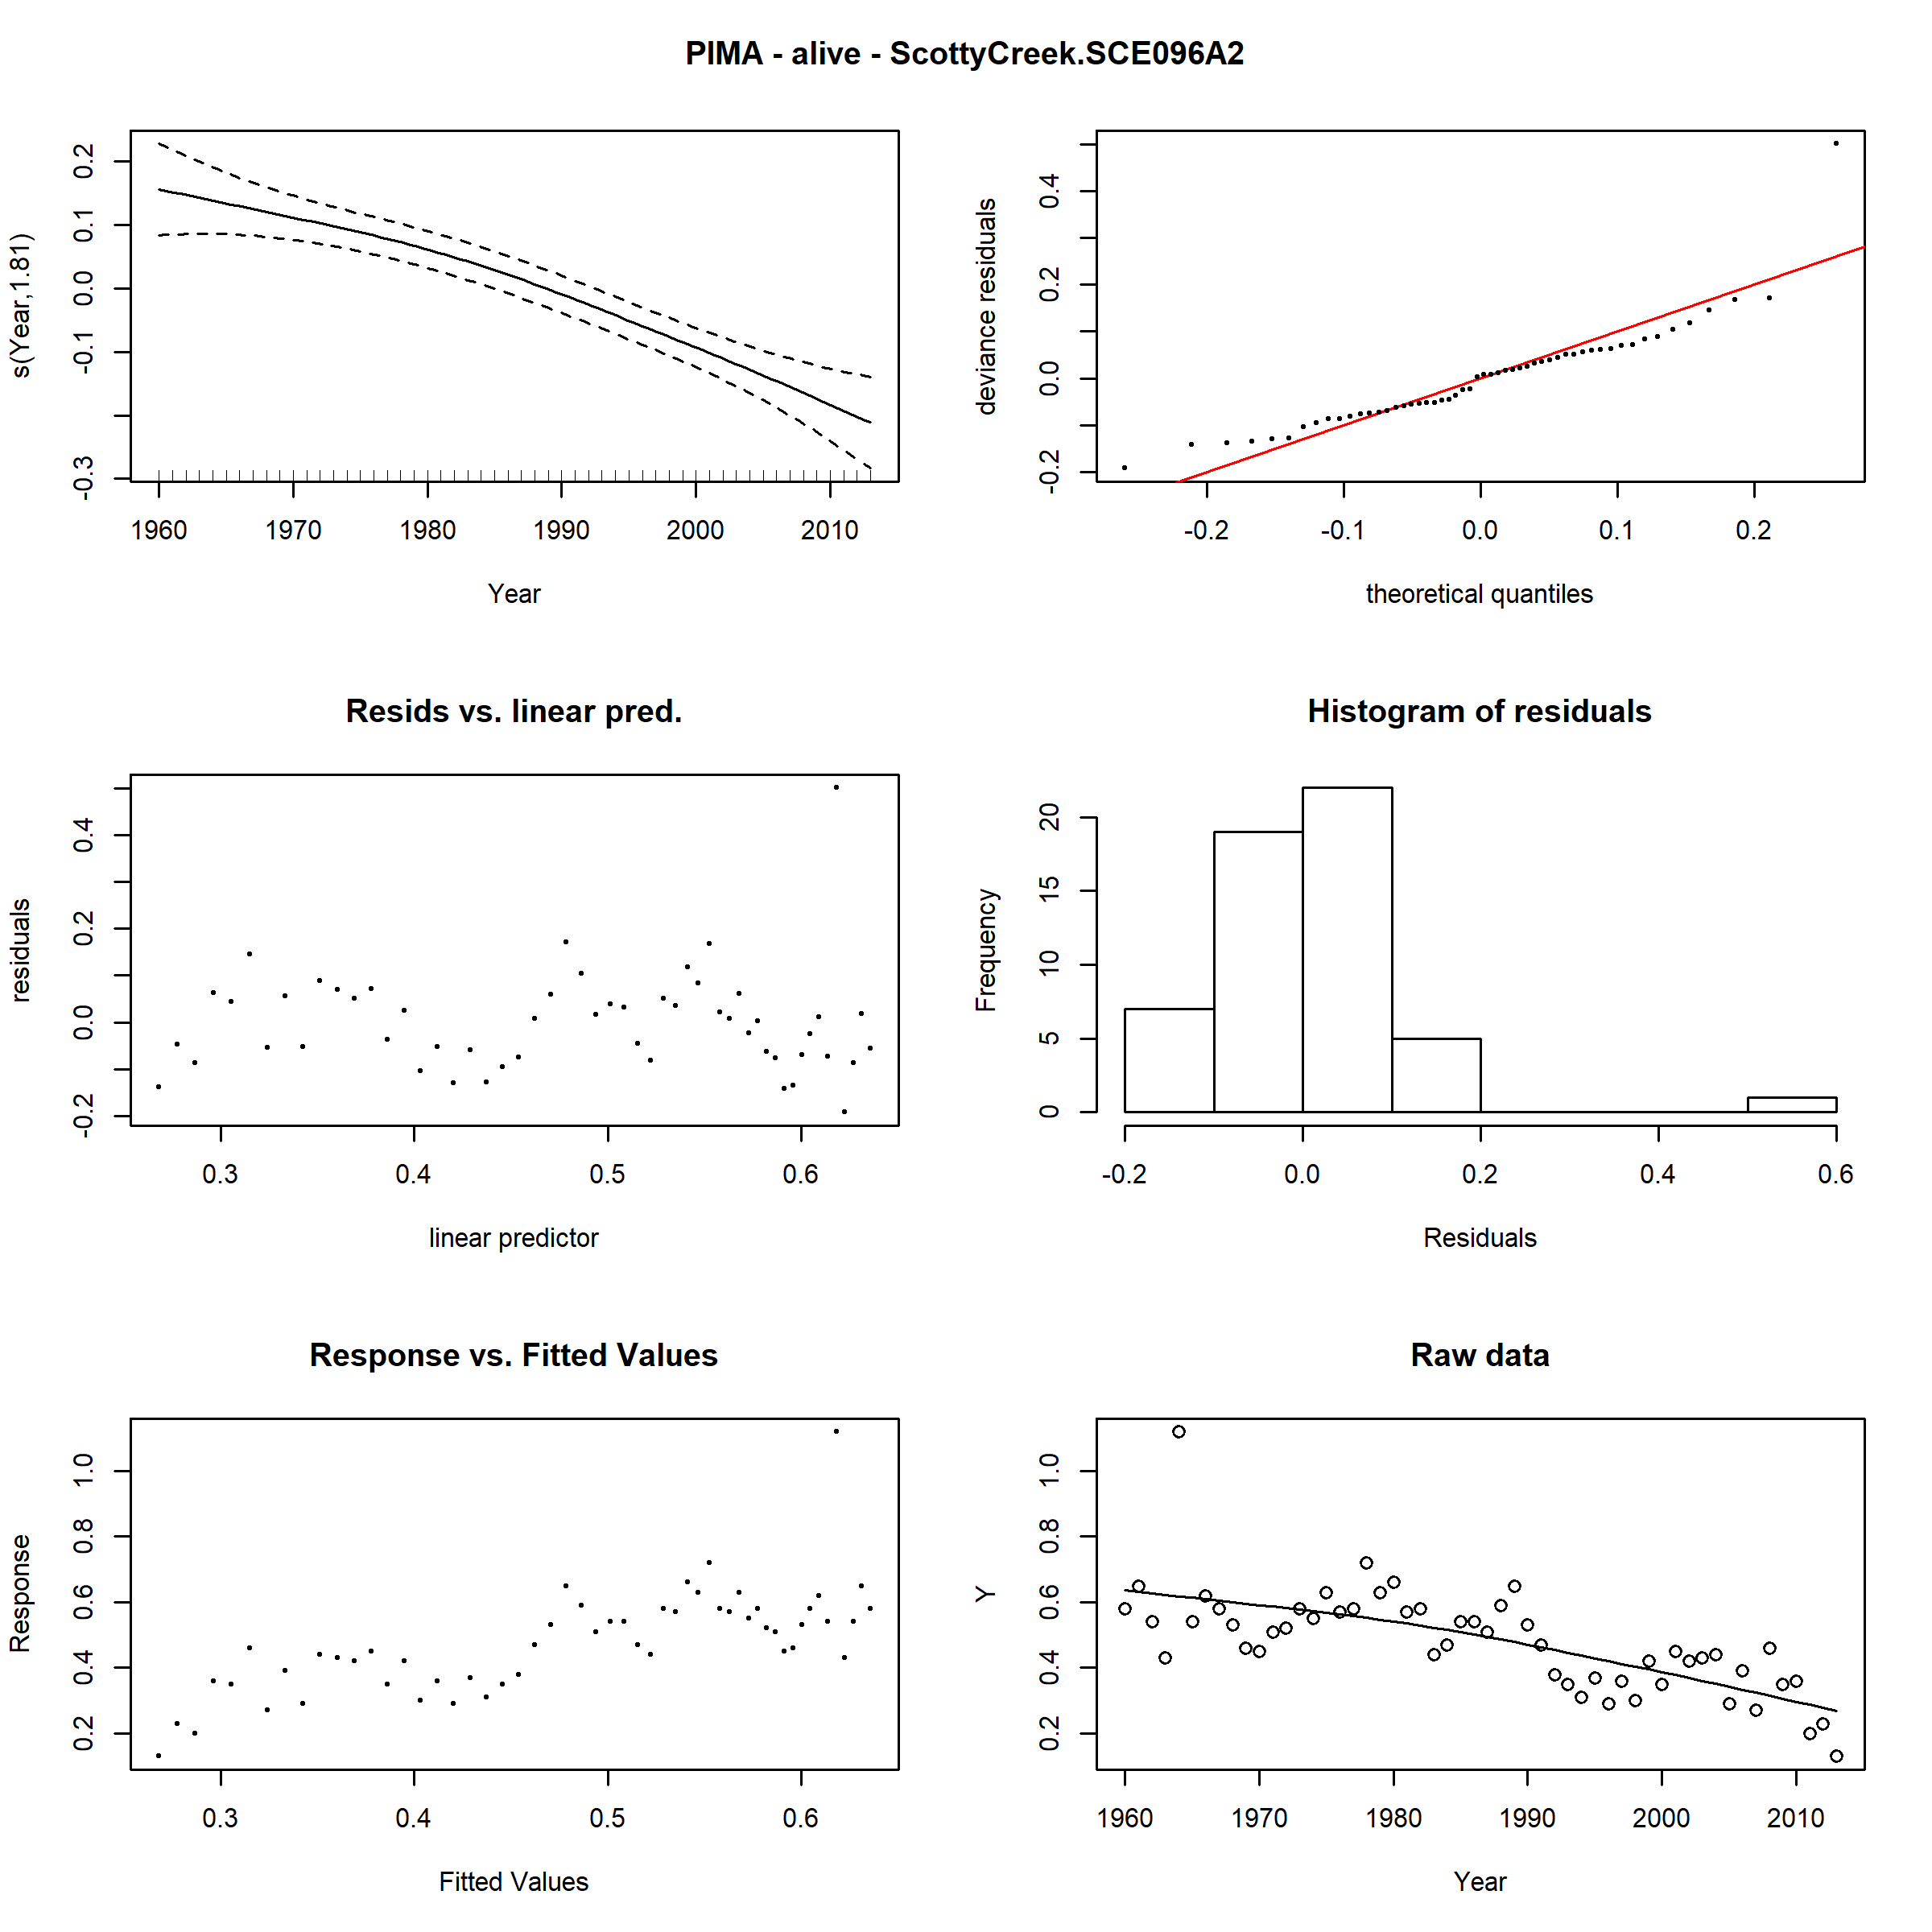 PIMA - alive - ScottyCreek.SCE096A2
s(Year,1.81)
0.2
0.1
0.0
-0.1
-0.3
1960 1970 1980 1990 2000 2010
Year
deviance residuals
0.4
0.2
0.0
-0.2
-0.2 -0.1 0.0 0.1 0.2
theoretical quantiles
Resids vs. linear pred.
residuals
0.4
0.2
0.0
-0.2
0.3 0.4 0.5 0.6
linear predictor
Histogram of residuals
Frequency
20
15
10
5
0
-0.2 0.0 0.2 0.4 0.6
Residuals
Response vs. Fitted Values
Response
1.0
0.8
0.6
0.4
0.2
0.3 0.4 0.5 0.6
Fitted Values
Raw data
Y
1.0
0.8
0.6
0.4
0.2
1960 1970 1980 1990 2000 2010
Year